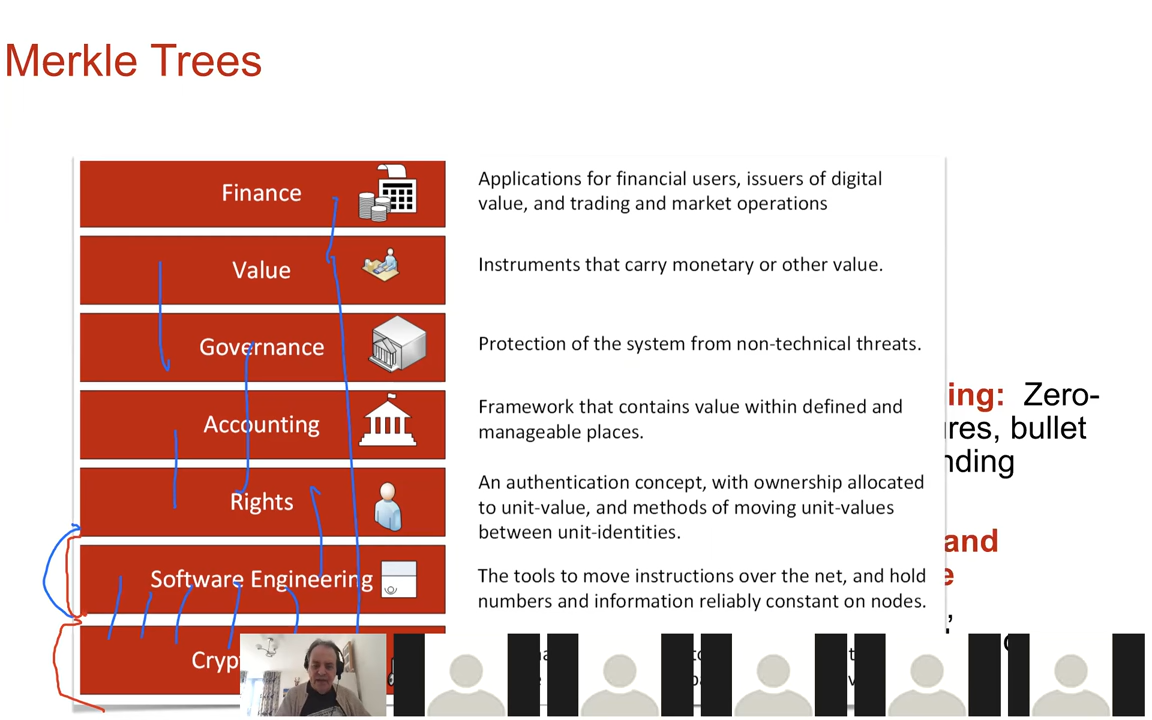 Merkle Trees
Finance
Applications for financial users, issuers of digital
value, and trading and market operations
Value
Instruments that carry monetary or other value.
Governance
Protection of the system from non-technical threats.
Accounting
Framework that contains value within defined and
manageable places.
Rights
An authentication concept, with ownership allocated
to unit-value, and methods of moving unit-values
between unit-identities.
Software Engineering
The tools to move instructions over the net, and hold
numbers and information reliably constant on nodes.
Cryp
ing: Zero-
res, bullet
nding
and
e
,